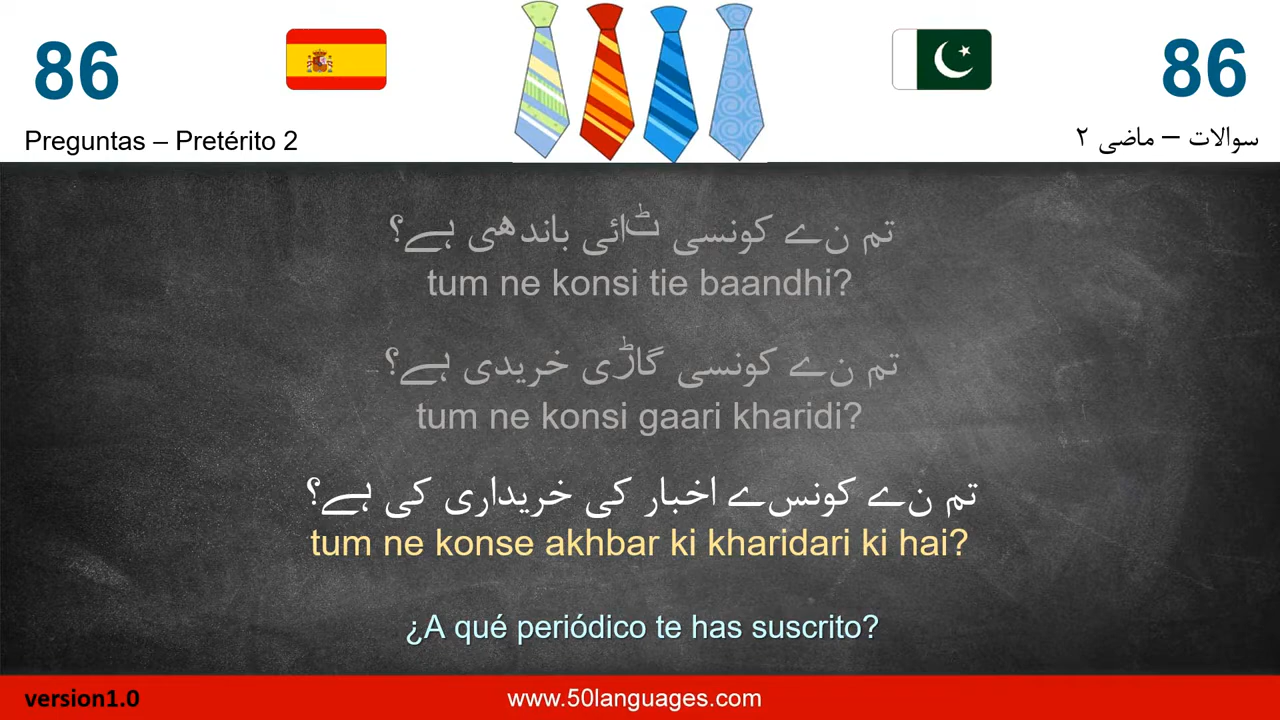 86
86
Preguntas – Pretérito 2
سوالات – ماضی ۲
تم نے کونسی ٹائی باندھی ہے؟
tum ne konsi tie baandhi?
تم نے کونسی گاڑی خریدی ہے؟
tum ne konsi gaari kharidi?
تم نے کونسے اخبار کی خریداری کی ہے؟
tum ne konse akhbar ki kharidari ki hai?
¿A qué periódico te has suscrito?
version1.0
www.50languages.com